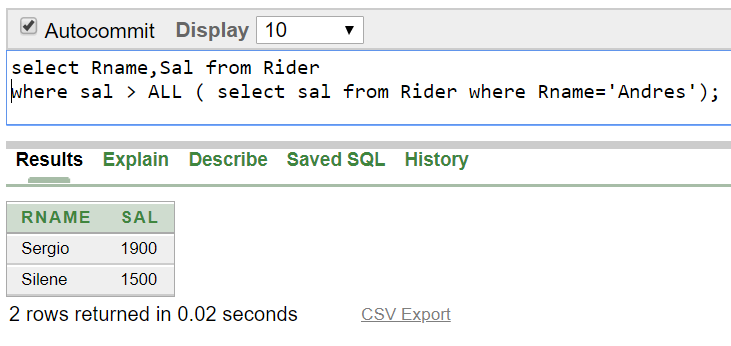 Autocommit Display 10
select Rname,Sal from Rider
where sal > ALL ( select sal from Rider where Rname='Andres');
Results Explain Describe Saved SQL History
RNAME SAL
Sergio 1900
Silene 1500
2 rows returned in 0.02 seconds CSV Export